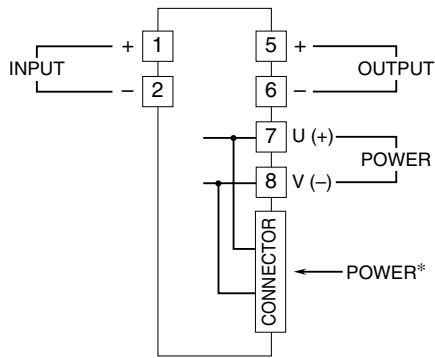 + 1 5 +
INPUT OUTPUT
– 2 6 –
7 U (+)
POWER
8 V (–)
CONNECTOR
POWER*